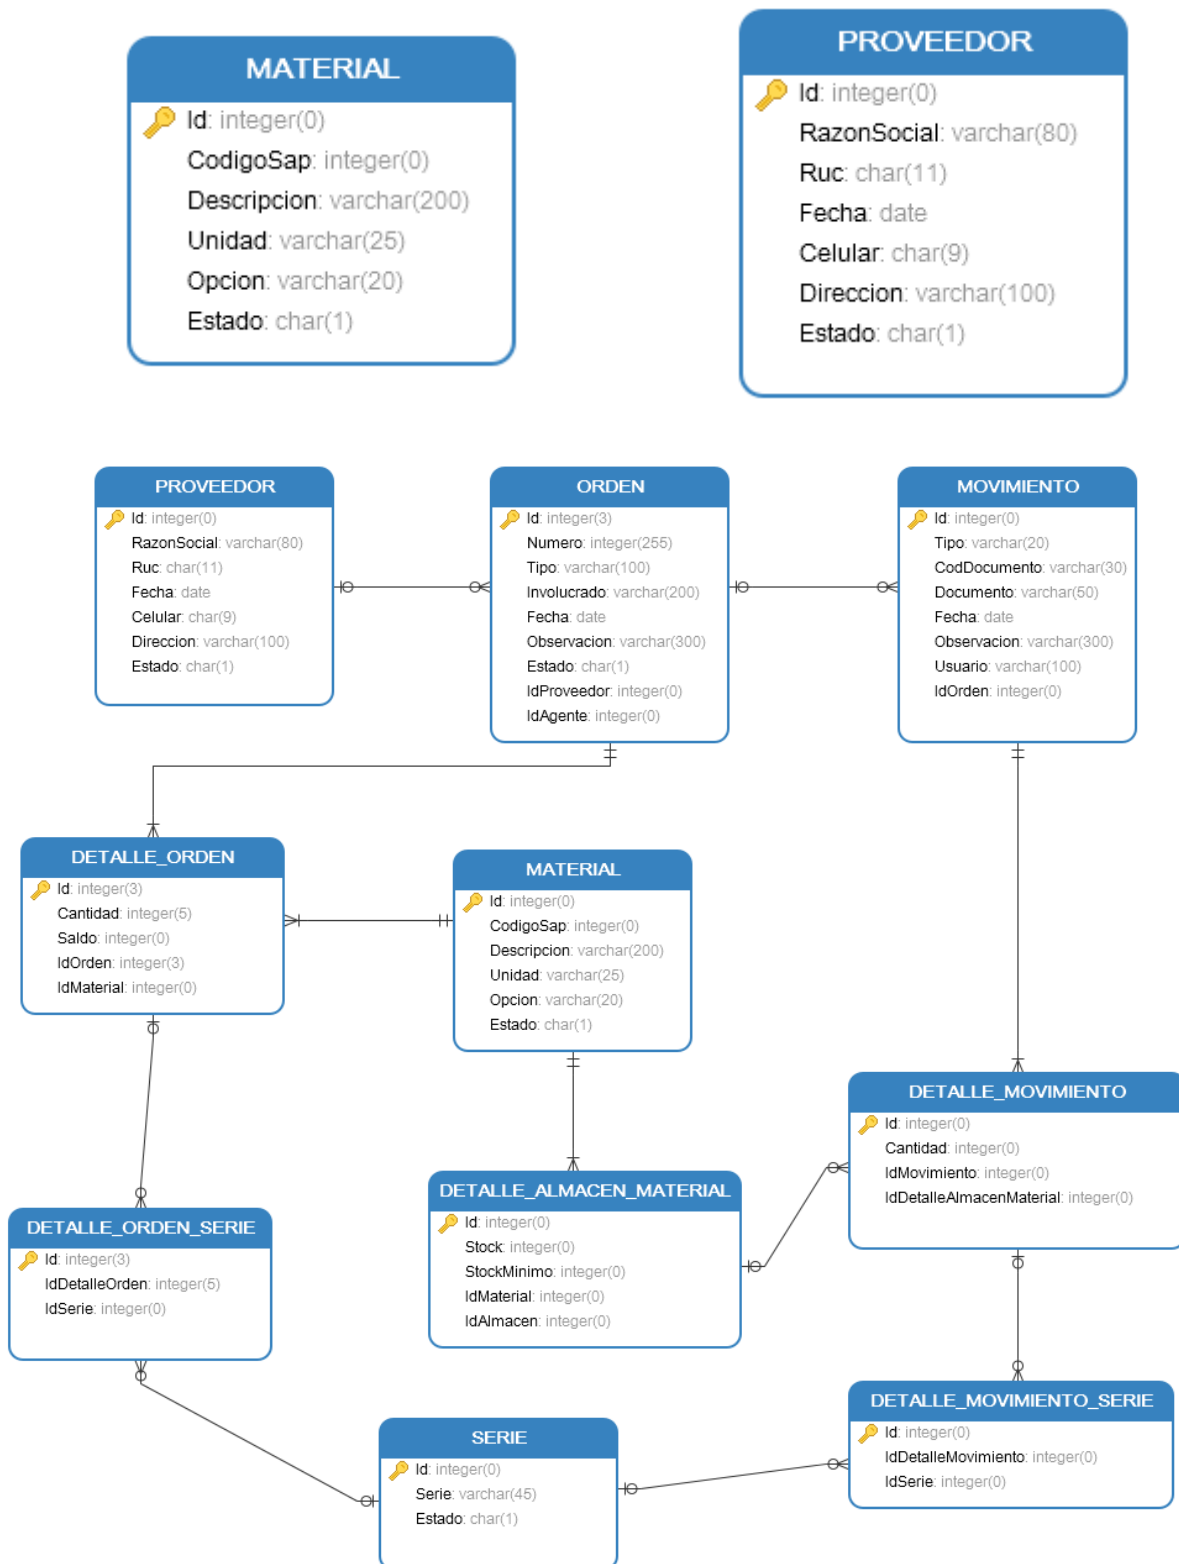 MATERIAL
Id: integer(0)
CodigoSap: integer(0)
Descripcion: varchar(200)
Unidad: varchar(25)
Opcion: varchar(20)
Estado: char(1)
PROVEEDOR
Id: integer(0)
RazonSocial: varchar(80)
Ruc: char(11)
Fecha: date
Celular: char(9)
Direccion: varchar(100)
Estado: char(1)
PROVEEDOR
Id: integer(0)
RazonSocial: varchar(80)
Ruc: char(11)
Fecha: date
Celular: char(9)
Direccion: varchar(100)
Estado: char(1)
ORDEN
Id: integer(3)
Numero: integer(255)
Tipo: varchar(100)
Involucrado: varchar(200)
Fecha: date
Observacion: varchar(300)
Estado: char(1)
IdProveedor: integer(0)
IdAgente: integer(0)
MOVIMIENTO
Id: integer(0)
Tipo: varchar(20)
CodDocumento: varchar(30)
Documento: varchar(50)
Fecha: date
Observacion: varchar(300)
Usuario: varchar(100)
IdOrden: integer(0)
DETALLE_ORDEN
Id: integer(3)
Cantidad: integer(5)
Saldo: integer(0)
IdOrden: integer(3)
IdMaterial: integer(0)
MATERIAL
Id: integer(0)
CodigoSap: integer(0)
Descripcion: varchar(200)
Unidad: varchar(25)
Opcion: varchar(20)
Estado: char(1)
DETALLE_MOVIMIENTO
Id: integer(0)
Cantidad: integer(0)
IdMovimiento: integer(0)
IdDetalleAlmacenMaterial: integer(0)
DETALLE_ALMACEN_MATERIAL
Id: integer(0)
Stock: integer(0)
StockMinimo: integer(0)
IdMaterial: integer(0)
IdAlmacen: integer(0)
DETALLE_ORDEN_SERIE
Id: integer(3)
IdDetalleOrden: integer(5)
IdSerie: integer(0)
DETALLE_MOVIMIENTO_SERIE
Id: integer(0)
IdDetalleMovimiento: integer(0)
IdSerie: integer(0)
SERIE
Id: integer(0)
Serie: varchar(45)
Estado: char(1)